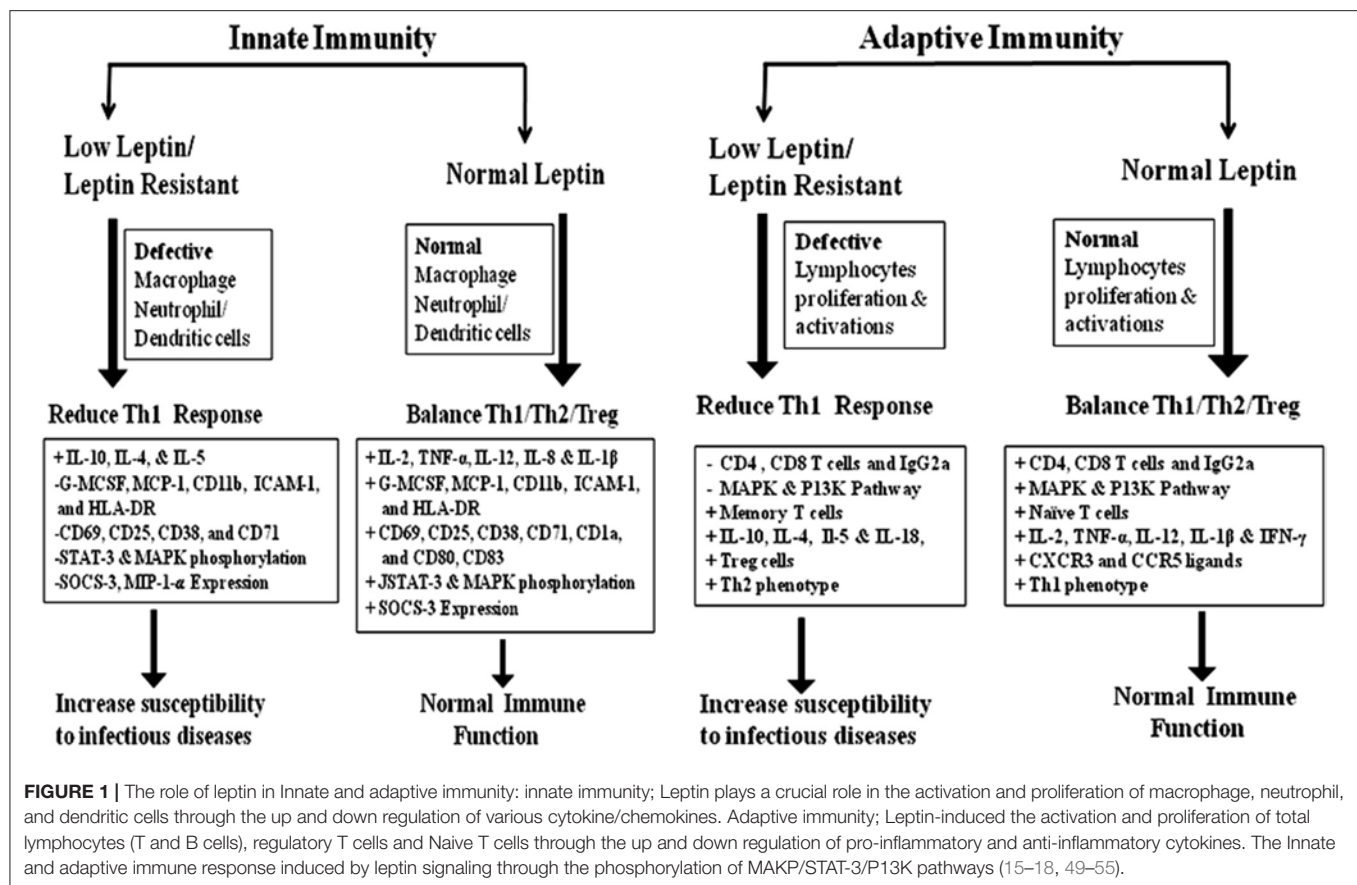 Innate Immunity
Low Leptin/
Leptin Resistant
Normal Leptin
Defective
Macrophage
Neutrophil/
Dendritic cells
Normal
Macrophage
Neutrophil/
Dendritic cells
Reduce Th1 Response
Balance Th1/Th2/Treg
+IL-10, IL-4, & IL-5
-G-MCSF, MCP-1, CD11b, ICAM-1,
and HLA-DR
-CD69, CD25, CD38, and CD71
-STAT-3 & MAPK phosphorylation
-SOCS-3, MIP-1-α Expression
+IL-2, TNF-α, IL-12, IL-8 & IL-1β
+G-MCSF, MCP-1, CD11b, ICAM-1,
and HLA-DR
+CD69, CD25, CD38, CD71, CD1a,
and CD80, CD83
+JSTAT-3 & MAPK phosphorylation
+SOCS-3 Expression
Increase susceptibility
to infectious diseases
Normal Immune
Function
Adaptive Immunity
Low Leptin/
Leptin Resistant
Normal Leptin
Defective
Lymphocytes
proliferation &
activations
Normal
Lymphocytes
proliferation &
activations
Reduce Th1 Response
Balance Th1/Th2/Treg
- CD4, CD8 T cells and IgG2a
- MAPK & P13K Pathway
+Memory T cells
+IL-10, IL-4, Il-5 & IL-18,
+Treg cells
+Th2 phenotype
+CD4, CD8 T cells and IgG2a
+MAPK & P13K Pathway
+Naïve T cells
+IL-2, TNF-α, IL-12, IL-1β & IFN-γ
+CXCR3 and CCR5 ligands
+Th1 phenotype
Increase susceptibility
to infectious diseases
Normal Immune
Function
FIGURE 1 | The role of leptin in Innate and adaptive immunity: innate immunity; Leptin plays a crucial role in the activation and proliferation of macrophage, neutrophil,
and dendritic cells through the up and down regulation of various cytokine/chemokines. Adaptive immunity; Leptin-induced the activation and proliferation of total
lymphocytes (T and B cells), regulatory T cells and Naive T cells through the up and down regulation of pro-inflammatory and anti-inflammatory cytokines. The Innate
and adaptive immune response induced by leptin signaling through the phosphorylation of MAKP/STAT-3/P13K pathways (15–18, 49–55).